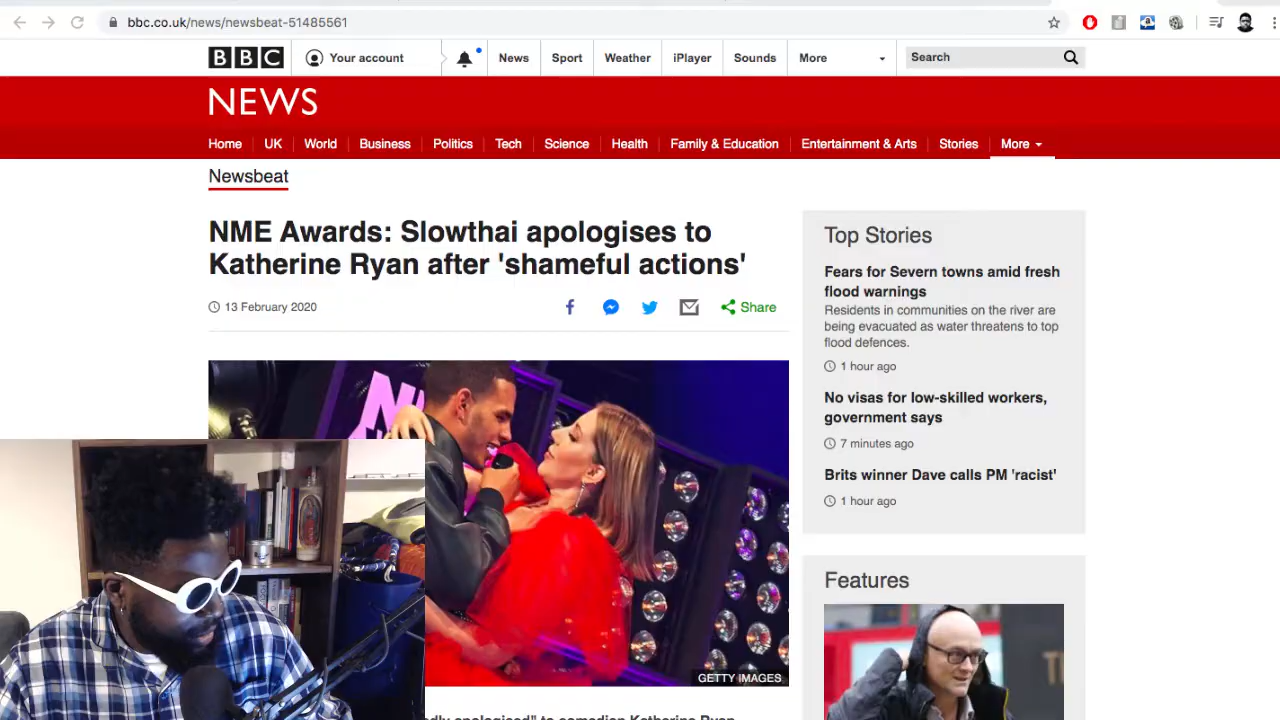 bbc.co.uk/news/newsbeat-51485561
BBC Your account News Sport Weather iPlayer Sounds More Search
NEWS
Home UK World Business Politics Tech Science Health Family & Education Entertainment & Arts Stories More
Newsbeat
NME Awards: Slowthai apologises to
Katherine Ryan after 'shameful actions'
13 February 2020 Share
GETTY IMAGES
apologised" to comedian Katherine Ryan
Top Stories
Fears for Severn towns amid fresh
flood warnings
Residents in communities on the river are
being evacuated as water threatens to top
flood defences.
1 hour ago
No visas for low-skilled workers,
government says
7 minutes ago
Brits winner Dave calls PM 'racist'
1 hour ago
Features